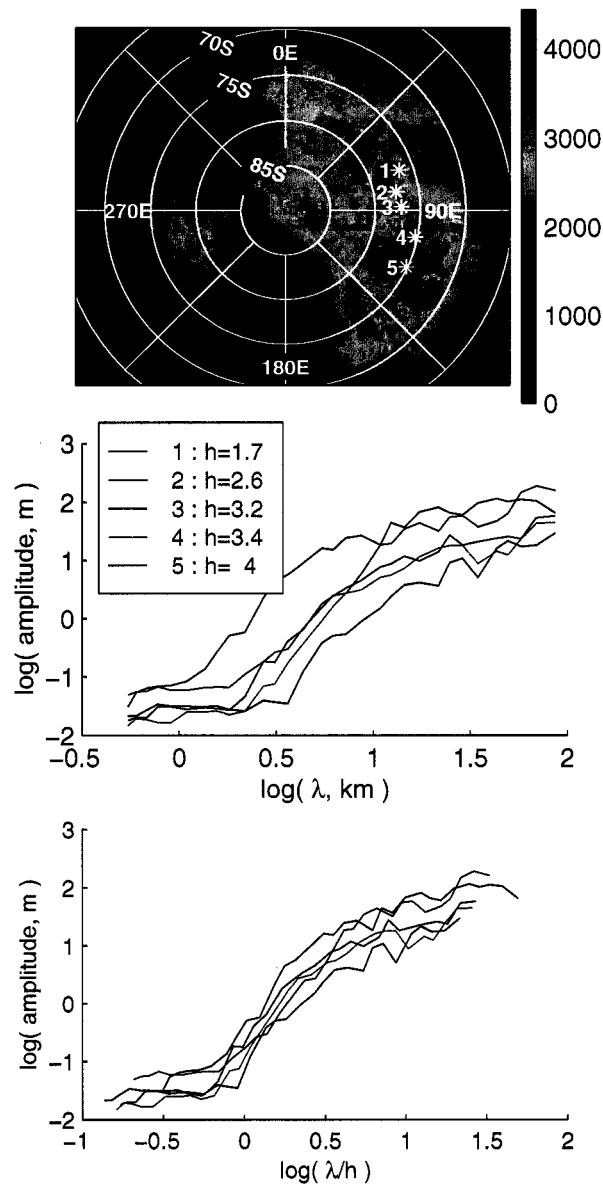 4000
3000
2000
1000
0
70S
0E
75S
85S
1
2
3
270E
90E
4
5
180E
3
2
1
0
−1
−2
log( amplitude, m )
1 : h=1.7
2 : h=2.6
3 : h=3.2
4 : h=3.4
5 : h= 4
−0.5
0
0.5
1
1.5
2
log( λ, km )
3
2
1
0
−1
−2
log( amplitude, m )
−1
−0.5
0
0.5
1
1.5
2
log( λ/h )